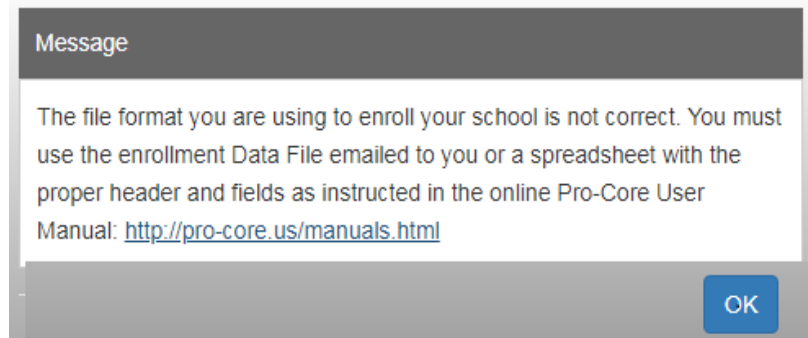 Message
The file format you are using to enroll your school is not correct. You must
use the enrollment Data File emailed to you or a spreadsheet with the
proper header and fields as instructed in the online Pro-Core User
Manual: http://pro-core.us/manuals.html
OK